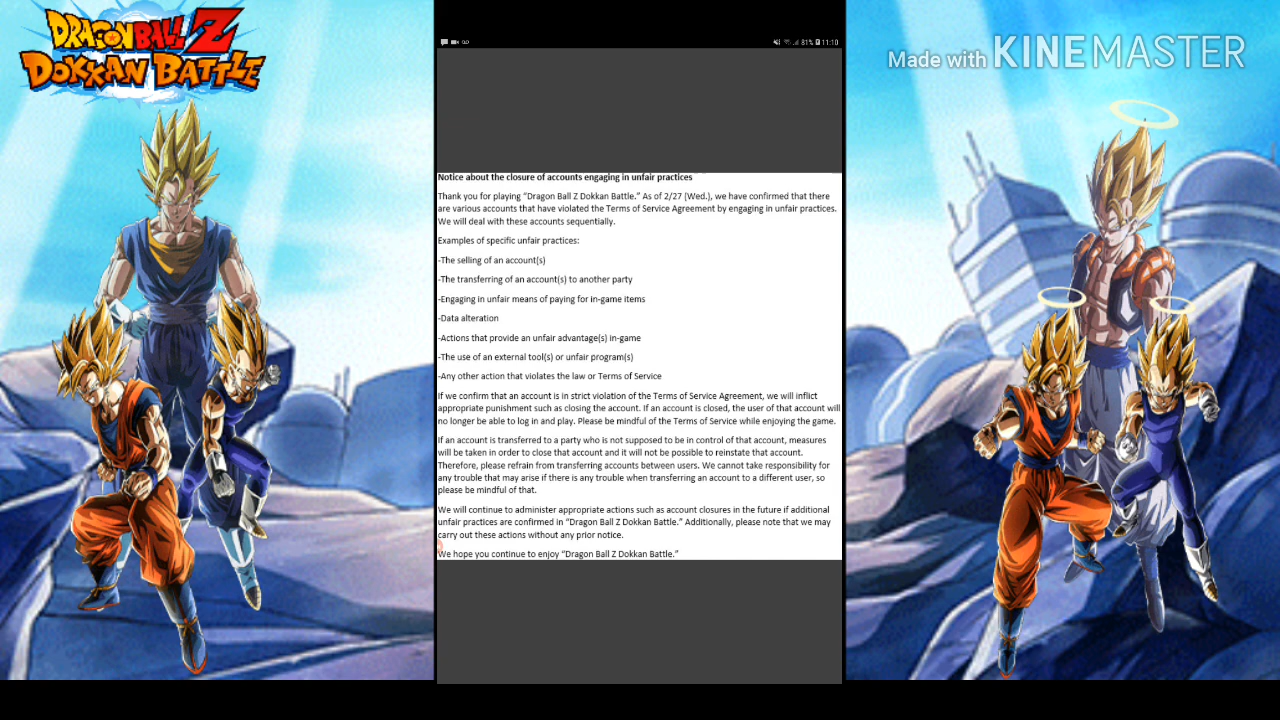 DRAGONBALL Z
DOKKAN BATTLE
81% 11:10
Made with KINEMASTER
Notice about the closure of accounts engaging in unfair practices
Thank you for playing “Dragon Ball Z Dokkan Battle.” As of 2/27 (Wed.), we have confirmed that there
are various accounts that have violated the Terms of Service Agreement by engaging in unfair practices.
We will deal with these accounts sequentially.
Examples of specific unfair practices:
-The selling of an account(s)
-The transferring of an account(s) to another party
-Engaging in unfair means of paying for in-game items
-Data alteration
-Actions that provide an unfair advantage(s) in-game
-The use of an external tool(s) or unfair program(s)
-Any other action that violates the law or Terms of Service
If we confirm that an account is in strict violation of the Terms of Service Agreement, we will inflict
appropriate punishment such as closing the account. If an account is closed, the user of that account will
no longer be able to log in and play. Please be mindful of the Terms of Service while enjoying the game.
If an account is transferred to a party who is not supposed to be in control of that account, measures
will be taken in order to close that account and it will not be possible to reinstate that account.
Therefore, please refrain from transferring accounts between users. We cannot take responsibility for
any trouble that may arise if there is any trouble when transferring an account to a different user, so
please be mindful of that.
We will continue to administer appropriate actions such as account closures in the future if additional
unfair practices are confirmed in “Dragon Ball Z Dokkan Battle.” Additionally, please note that we may
carry out these actions without any prior notice.
We hope you continue to enjoy “Dragon Ball Z Dokkan Battle.”